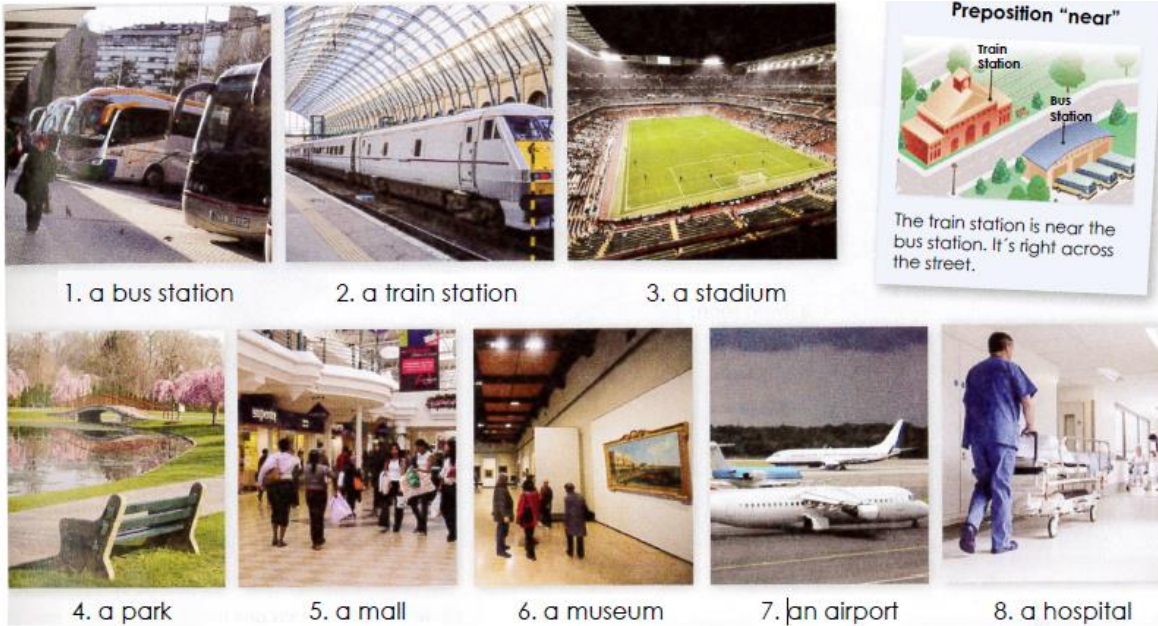 Preposition “near”
Train
Station
Bus
Station
The train station is near the
bus station. It´s right across
the street.
1. a bus station
2. a train station
3. a stadium
4. a park
5. a mall
6. a museum
7. an airport
8. a hospital